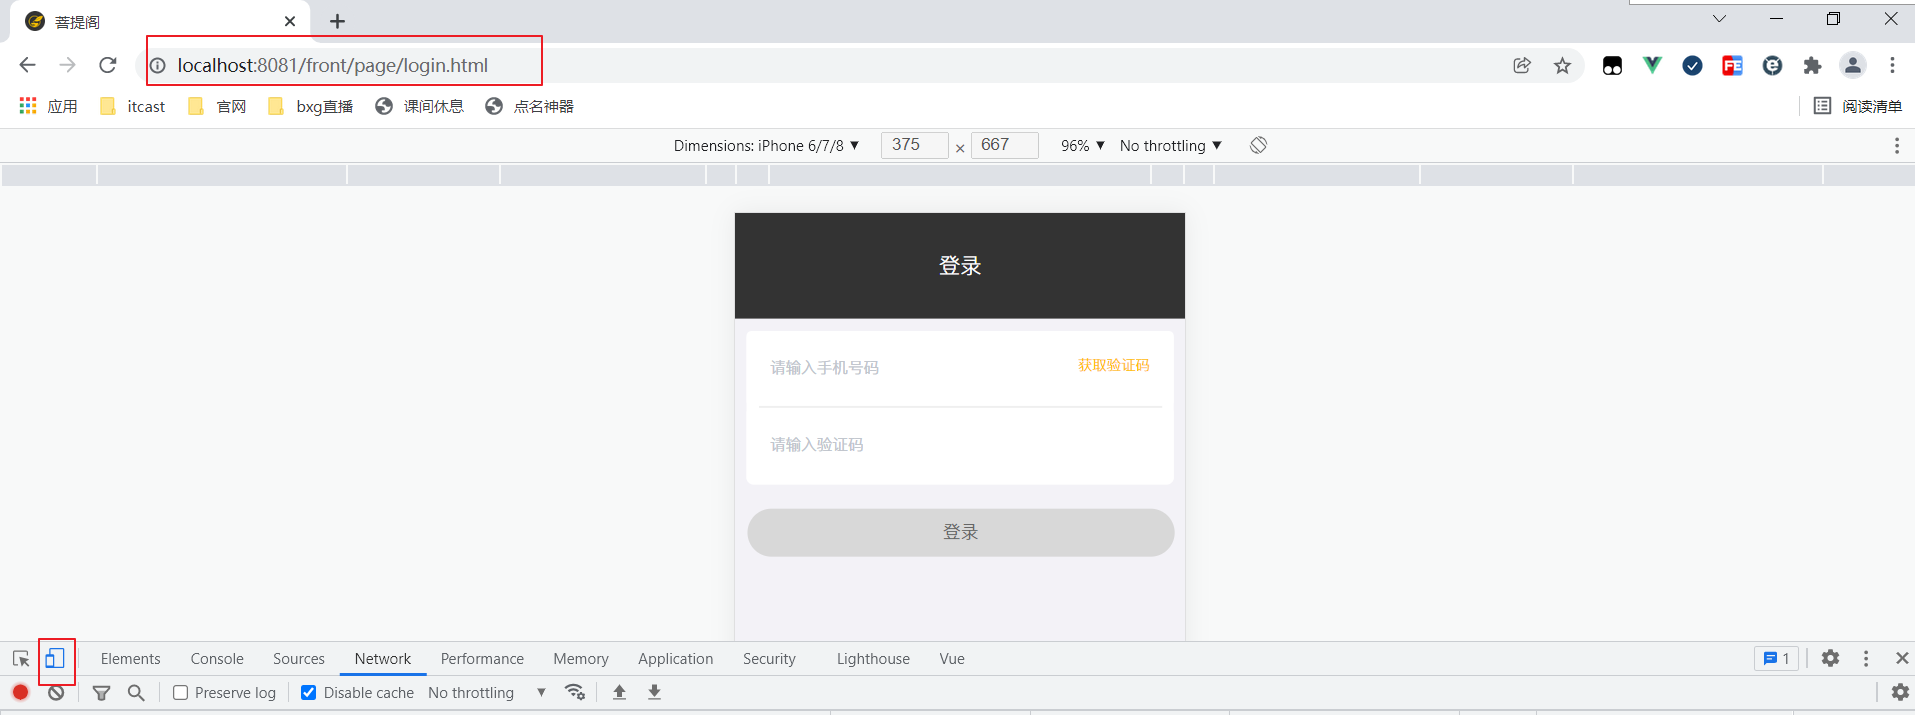 菩提阁
localhost:8081/front/page/login.html
应用 itcast 官网 bxg直播 课间休息 点名神器 阅读清单
Dimensions: iPhone 6/7/8 ▼ 375 × 667 96% ▼ No throttling ▼
登录
请输入手机号码 获取验证码
请输入验证码
登录
Elements Console Sources Network Performance Memory Application Security Lighthouse Vue 1
Preserve log Disable cache No throttling ▼